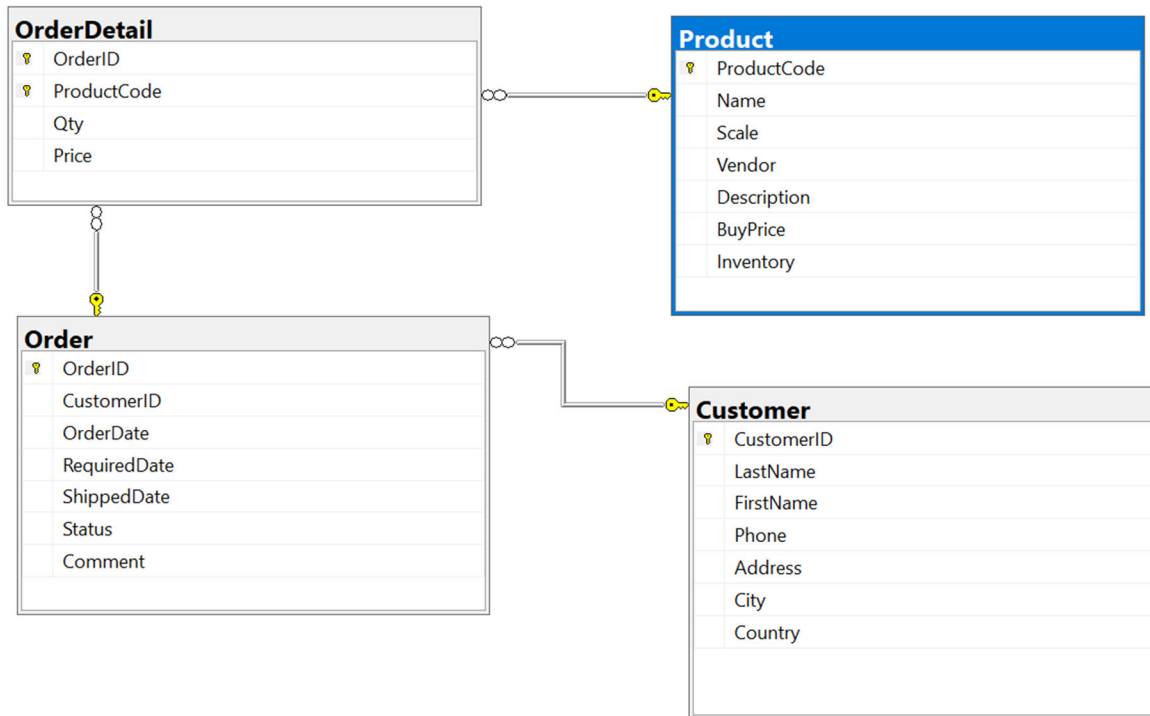 OrderDetail
OrderID
ProductCode
Qty
Price
Product
ProductCode
Name
Scale
Vendor
Description
BuyPrice
Inventory
Order
OrderID
CustomerID
OrderDate
RequiredDate
ShippedDate
Status
Comment
Customer
CustomerID
LastName
FirstName
Phone
Address
City
Country